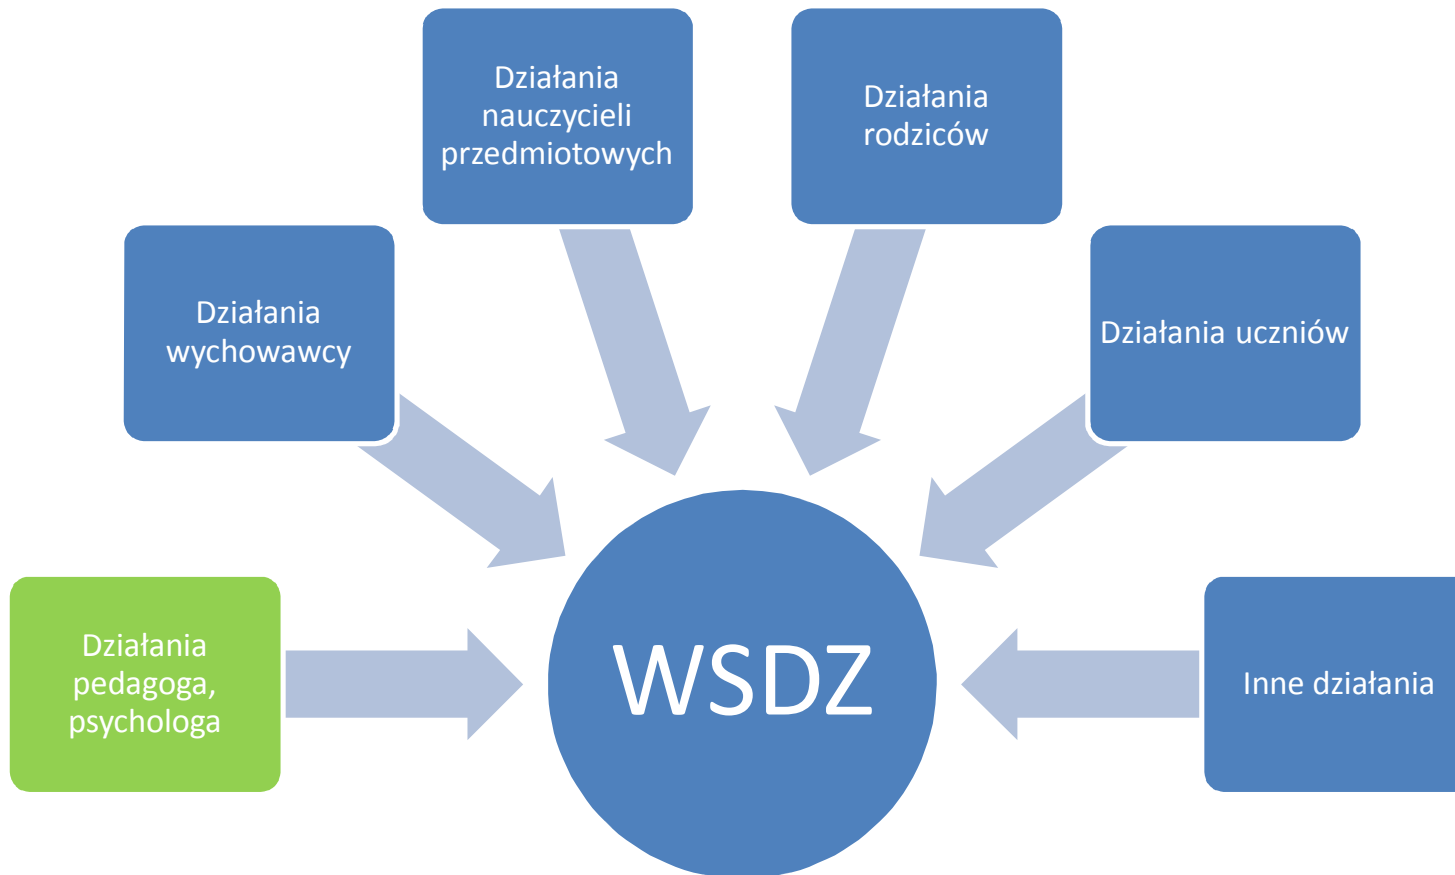 Działania
nauczycieli
przedmiotowych
Działania
rodziców
Działania
wychowawcy
Działania uczniów
Działania
pedagoga,
psychologa
WSDZ
Inne działania